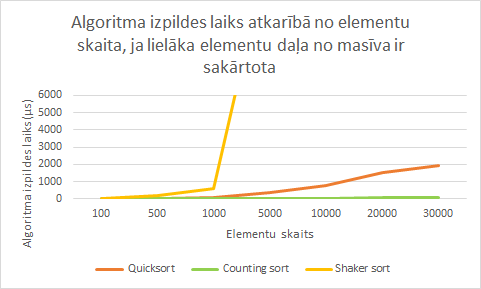 Algoritma izpildes laiks atkarībā no elementu
skaita, ja lielāka elementu daļa no masīva ir
sakārtota
Algoritma izpildes laiks (µs)
6000
5000
4000
3000
2000
1000
0
100 500 1000 5000 10000 20000 30000
Elementu skaits
Quicksort Counting sort Shaker sort